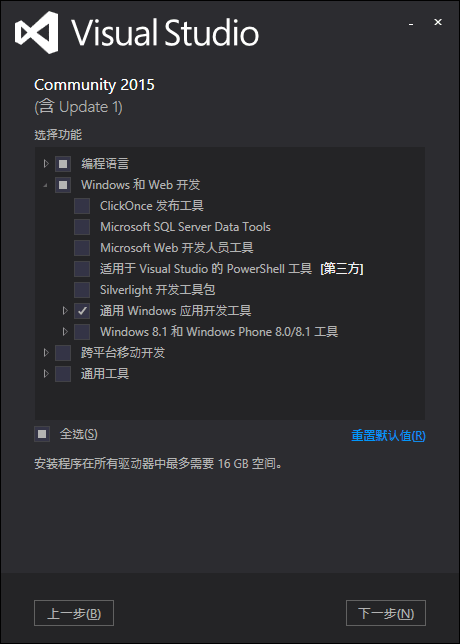 Visual Studio
Community 2015
(含 Update 1)
选择功能
编程语言
Windows 和 Web 开发
ClickOnce 发布工具
Microsoft SQL Server Data Tools
Microsoft Web 开发人员工具
适用于 Visual Studio 的 PowerShell 工具 [第三方]
Silverlight 开发工具包
通用 Windows 应用开发工具
Windows 8.1 和 Windows Phone 8.0/8.1 工具
跨平台移动开发
通用工具
全选(S) 重置默认值(R)
安装程序在所有驱动器中最多需要 16 GB 空间。
上一步(B) 下一步(N)